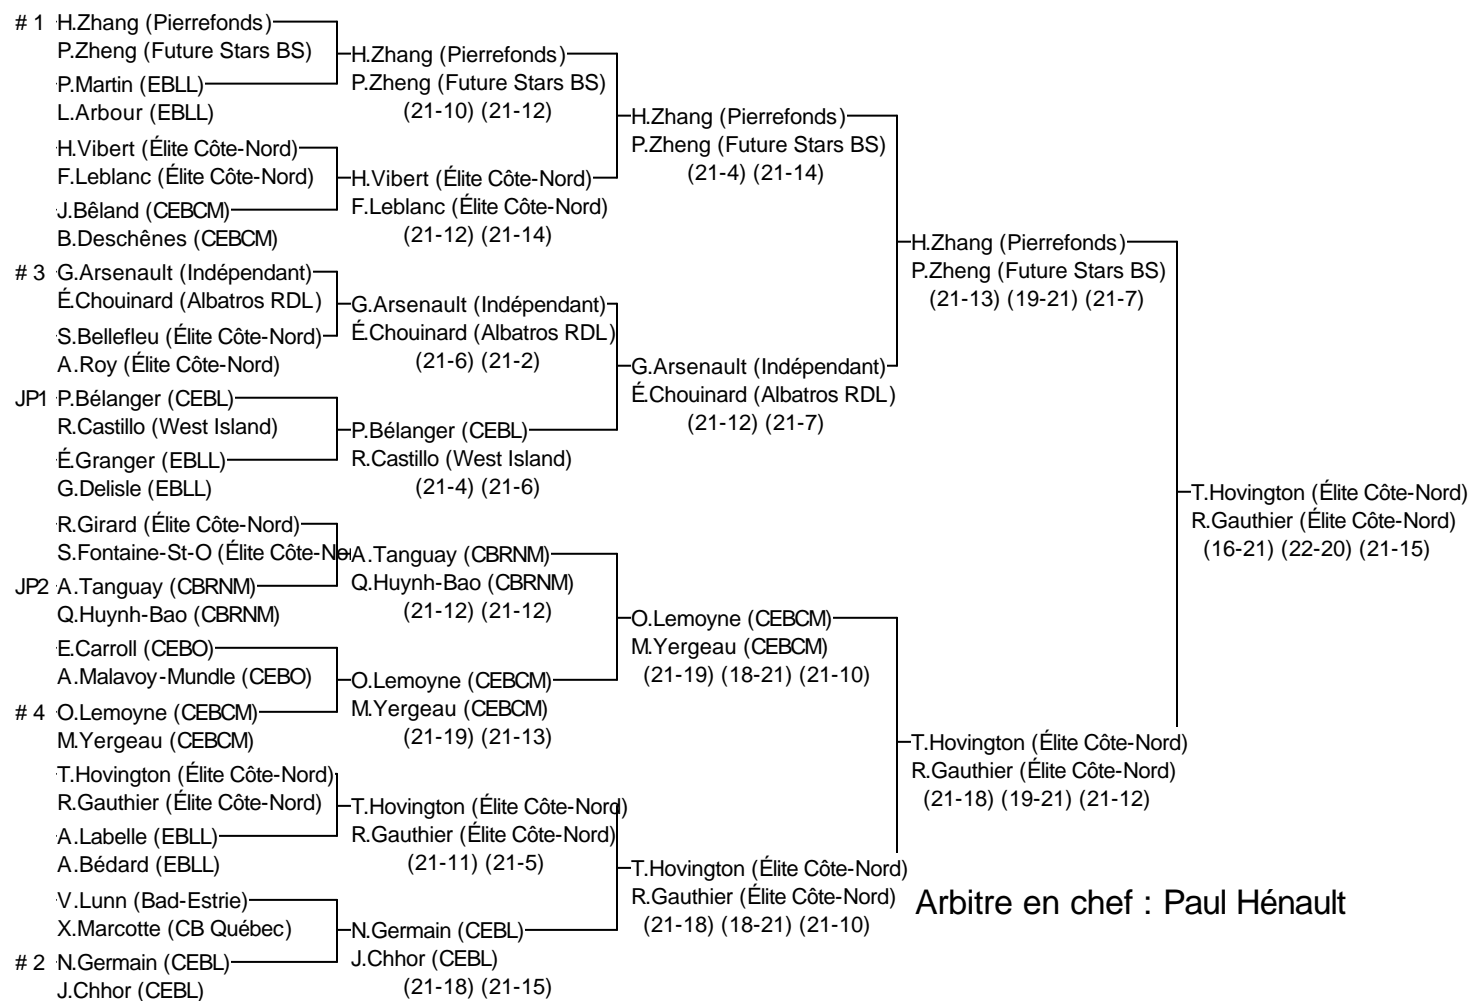 # 1 H.Zhang (Pierrefonds)
P.Zheng (Future Stars BS)
P.Martin (EBLL)
L.Arbour (EBLL)
H.Vibert (Élite Côte-Nord)
F.Leblanc (Élite Côte-Nord)
J.Bêland (CEBCM)
B.Deschênes (CEBCM)
# 3 G.Arsenault (Indépendant)
É.Chouinard (Albatros RDL)
S.Bellefleu (Élite Côte-Nord)
A.Roy (Élite Côte-Nord)
JP1 P.Bélanger (CEBL)
R.Castillo (West Island)
É.Granger (EBLL)
G.Delisle (EBLL)
R.Girard (Élite Côte-Nord)
S.Fontaine-St-O (Élite Côte-No
JP2 A.Tanguay (CBRNM)
Q.Huynh-Bao (CBRNM)
E.Carroll (CEBO)
A.Malavoy-Mundle (CEBO)
# 4 O.Lemoyne (CEBCM)
M.Yergeau (CEBCM)
T.Hovington (Élite Côte-Nord)
R.Gauthier (Élite Côte-Nord)
A.Labelle (EBLL)
A.Bédard (EBLL)
V.Lunn (Bad-Estrie)
X.Marcotte (CB Québec)
# 2 N.Germain (CEBL)
J.Chhor (CEBL)
H.Zhang (Pierrefonds)
P.Zheng (Future Stars BS)
(21-10) (21-12)
H.Vibert (Élite Côte-Nord)
F.Leblanc (Élite Côte-Nord)
(21-12) (21-14)
G.Arsenault (Indépendant)
É.Chouinard (Albatros RDL)
(21-6) (21-2)
P.Bélanger (CEBL)
R.Castillo (West Island)
(21-4) (21-6)
A.Tanguay (CBRNM)
Q.Huynh-Bao (CBRNM)
(21-12) (21-12)
O.Lemoyne (CEBCM)
M.Yergeau (CEBCM)
(21-19) (21-13)
T.Hovington (Élite Côte-Nord)
R.Gauthier (Élite Côte-Nord)
(21-11) (21-5)
N.Germain (CEBL)
J.Chhor (CEBL)
(21-18) (21-15)
H.Zhang (Pierrefonds)
P.Zheng (Future Stars BS)
(21-4) (21-14)
G.Arsenault (Indépendant)
É.Chouinard (Albatros RDL)
(21-12) (21-7)
O.Lemoyne (CEBCM)
M.Yergeau (CEBCM)
(21-19) (18-21) (21-10)
T.Hovington (Élite Côte-Nord)
R.Gauthier (Élite Côte-Nord)
(21-18) (18-21) (21-10)
H.Zhang (Pierrefonds)
P.Zheng (Future Stars BS)
(21-13) (19-21) (21-7)
T.Hovington (Élite Côte-Nord)
R.Gauthier (Élite Côte-Nord)
(21-18) (19-21) (21-12)
T.Hovington (Élite Côte-Nord)
R.Gauthier (Élite Côte-Nord)
(16-21) (22-20) (21-15)
Arbitre en chef : Paul Hénault